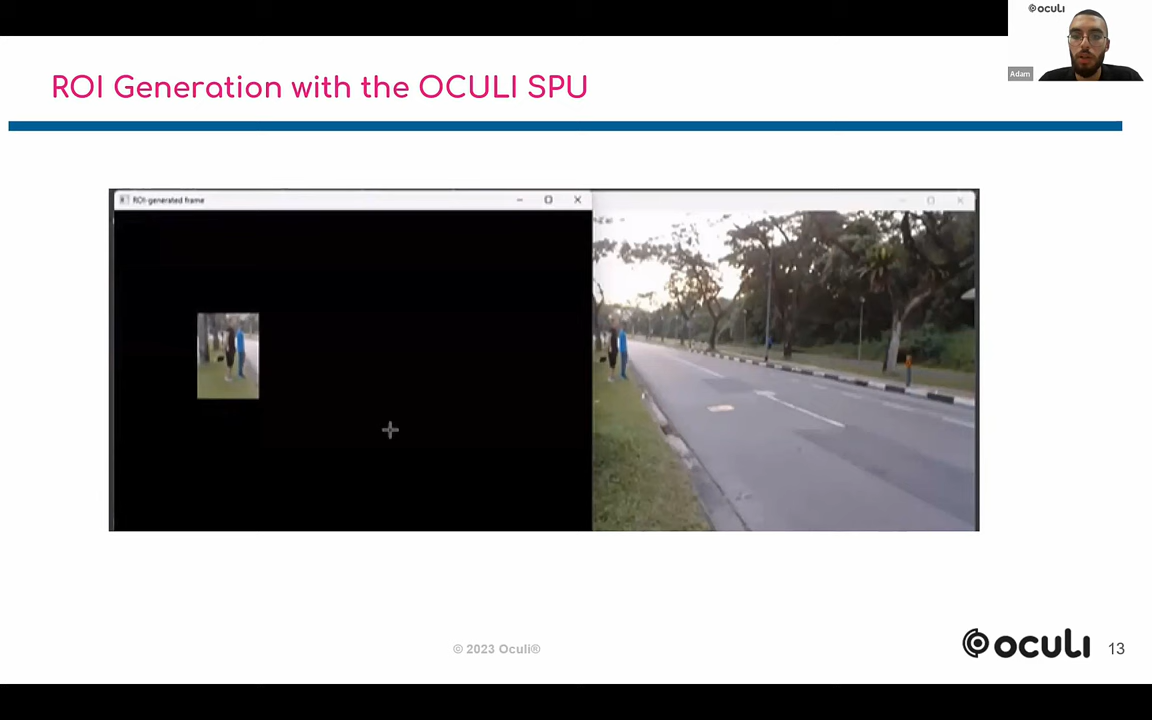 oculi
Adam
ROI Generation with the OCULI SPU
ROI-generated frame
© 2023 Oculi®
oculi
13